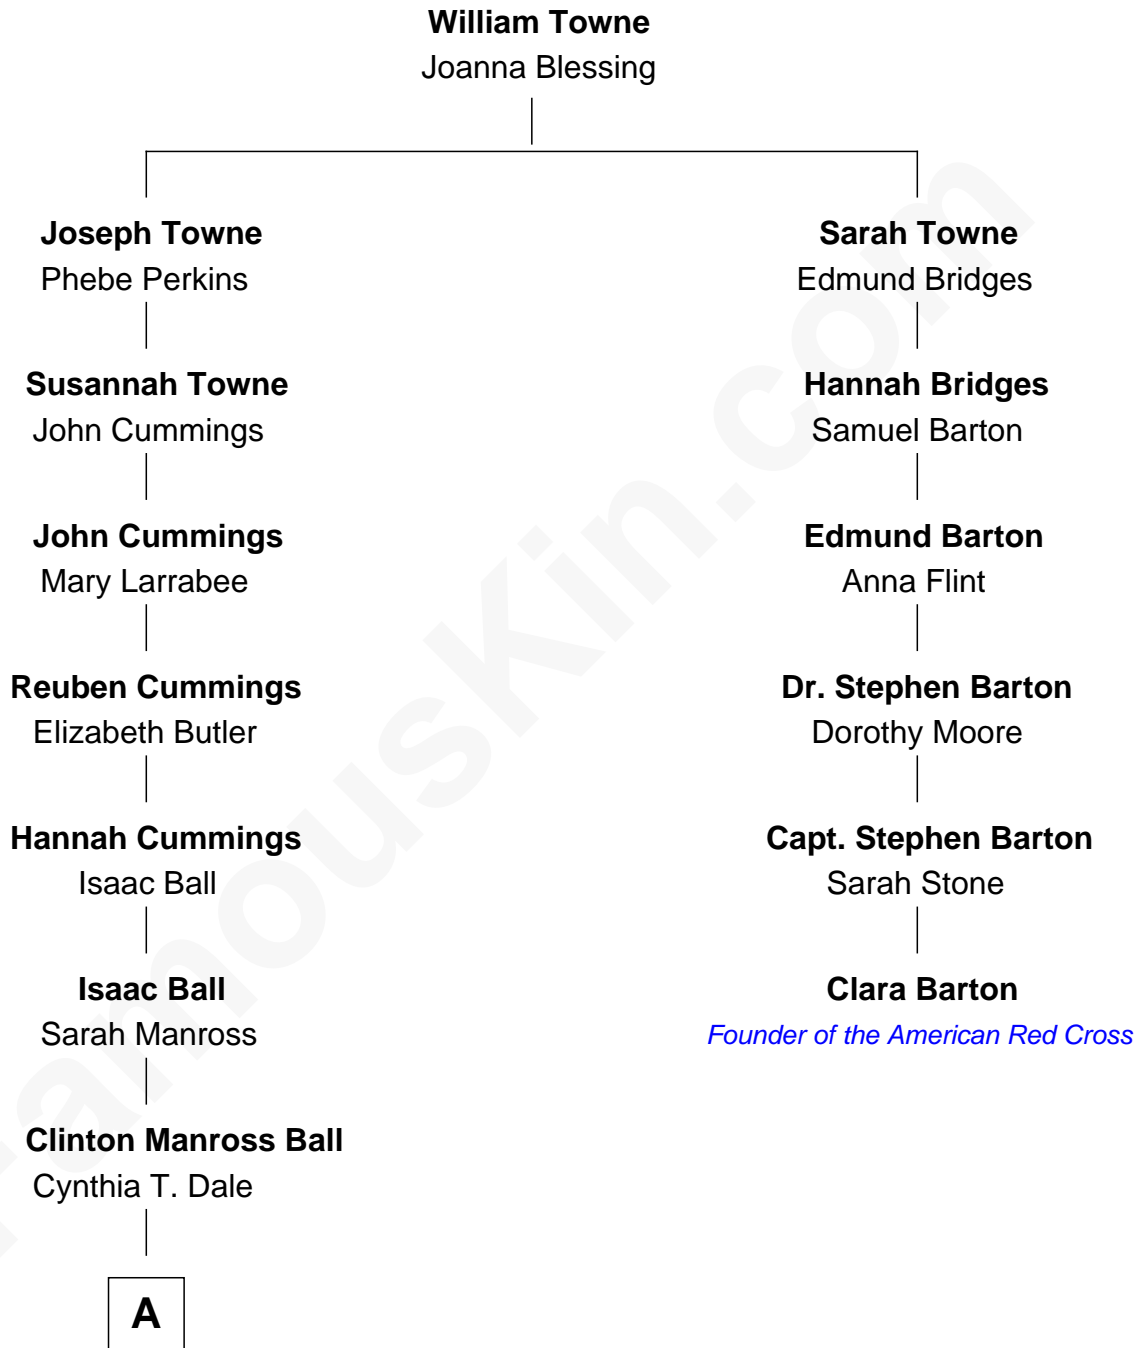 William Towne
Joanna Blessing
Joseph Towne
Phebe Perkins
Sarah Towne
Edmund Bridges
Susannah Towne
John Cummings
Hannah Bridges
Samuel Barton
John Cummings
Mary Larrabee
Edmund Barton
Anna Flint
Reuben Cummings
Elizabeth Butler
Dr. Stephen Barton
Dorothy Moore
Hannah Cummings
Isaac Ball
Capt. Stephen Barton
Sarah Stone
Isaac Ball
Sarah Manross
Clara Barton
Founder of the American Red Cross
Clinton Manross Ball
Cynthia T. Dale
A
FamousKin.com